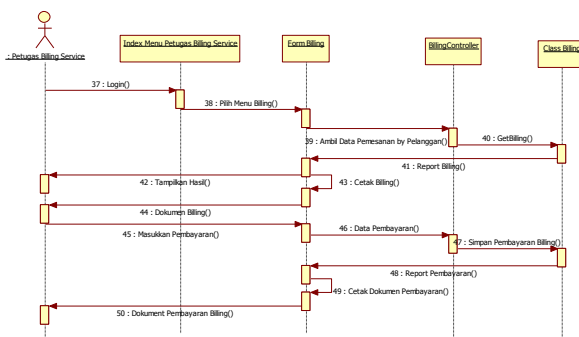 : Petugas Biling Service
Index Menu Petugas Billing Service
Form Billing
BillingController
Class Billing
37 : Login()
38 : Pilih Menu Billing()
39 : Ambil Data Pemesanan by Pelanggan()
40 : GetBilling()
41 : Report Billing()
42 : Tampilkan Hasil()
43 : Cetak Billing()
44 : Dokumen Billing()
45 : Masukkan Pembayaran()
46 : Data Pembayaran()
47 : Simpan Pembayaran Billing()
48 : Report Pembayaran()
49 : Cetak Dokumen Pembayaran()
50 : Dokument Pembayaran Billing()